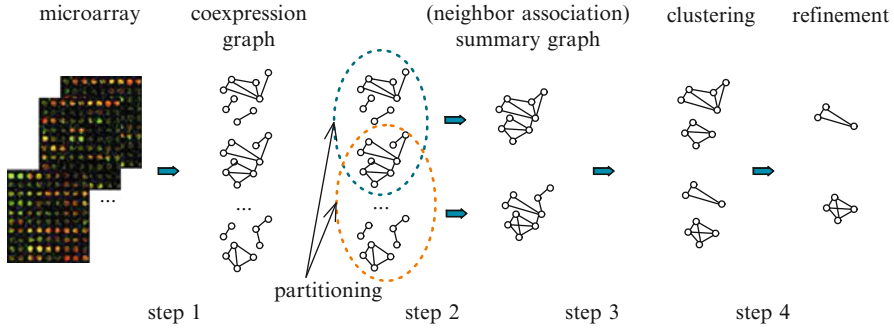 microarray
coexpression
graph
(neighbor association)
summary graph
clustering
refinement
...
...
...
partitioning
step 1
step 2
step 3
step 4